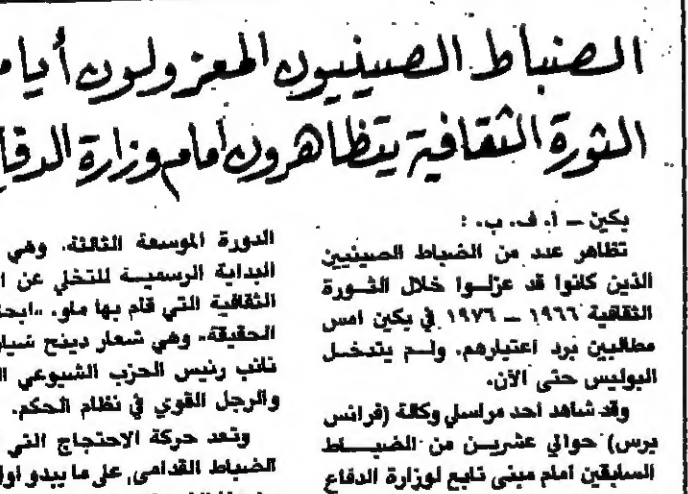 الضباط الصينيون المعزولون
الثورة الثقافية يتظاهرون أمام وزارة
بكين – أ. ف. ب. :
تظاهر عدد من الضباط الصينيين
الذين كانوا قد عزلوا خلال الثورة
الثقافية ١٩٦٦ – ١٩٧٦ في بكين امس
مطالبين برد اعتبارهم. ولم يتدخل
البوليس حتى الآن.
وقد شاهد أحد مراسلي وكالة (فرانس
برس) حوالي عشرين من الضباط
السابقين امام مبنى تابع لوزارة الدفاع
الدورة الموسعة الثالثة. وهي
البداية الرسمية للتخلي عن
الثقافية التي قام بها ماو.
الحقيقة» وهي شعار دينج
نائب رئيس الحزب الشيوعي
والرجل القوي في نظام الحكم.
وتعد حركة الاحتجاج التي
الضباط القدامى, على ما يبدو